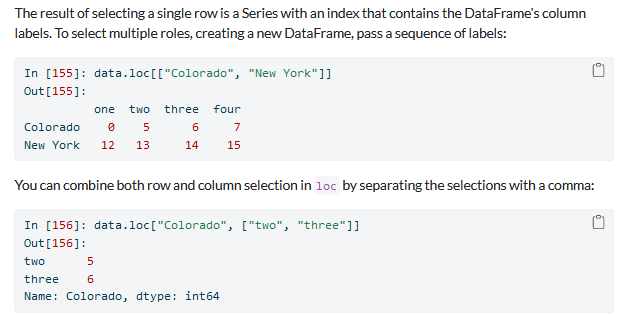 The result of selecting a single row is a Series with an index that contains the DataFrame's column
labels. To select multiple roles, creating a new DataFrame, pass a sequence of labels:
In [155]: data.loc[["Colorado", "New York"]]
Out[155]:
          one  two  three  four
Colorado    0    5      6     7
New York   12   13     14    15
You can combine both row and column selection in loc by separating the selections with a comma:
In [156]: data.loc["Colorado", ["two", "three"]]
Out[156]:
two      5
three    6
Name: Colorado, dtype: int64